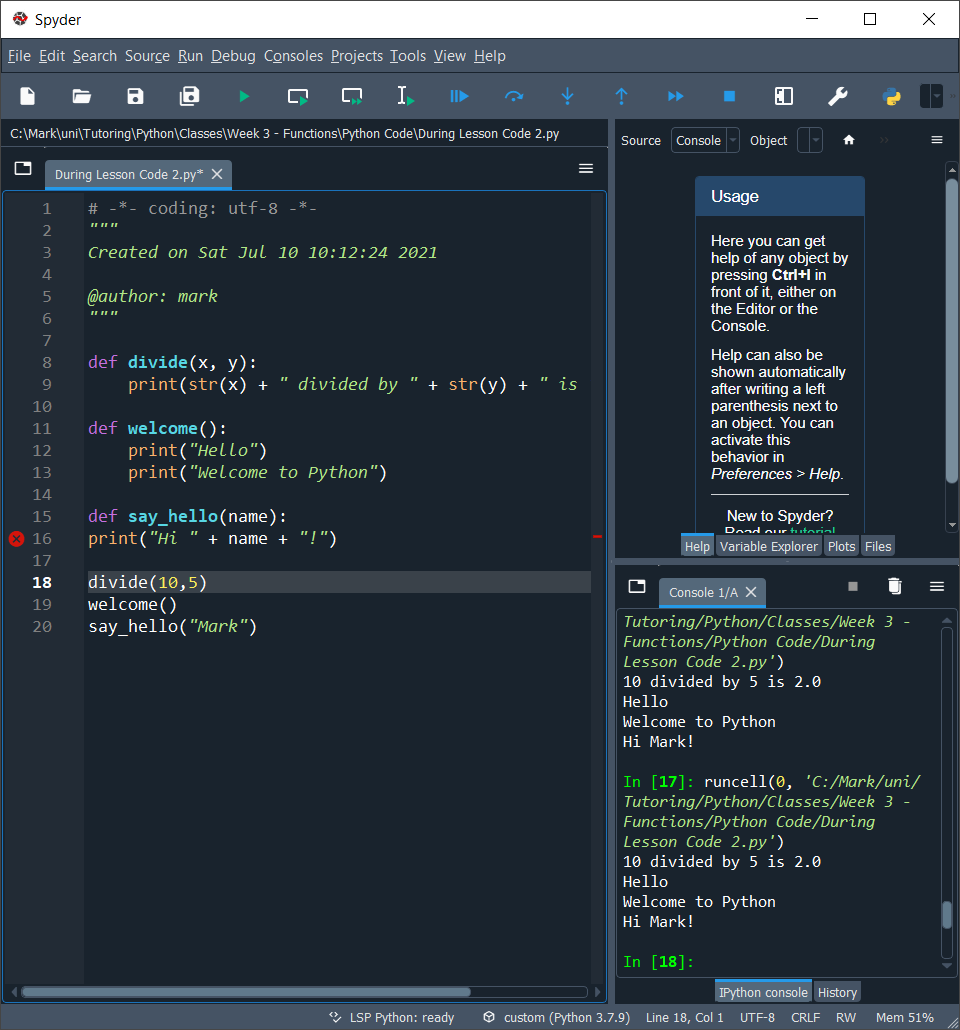 Spyder
File Edit Search Source Run Debug Consoles Projects Tools View Help
C:\Mark\uni\Tutoring\Python\Classes\Week 3 - Functions\Python Code\During Lesson Code 2.py
During Lesson Code 2.py*
1 # -*- coding: utf-8 -*-
2 """
3 Created on Sat Jul 10 10:12:24 2021
4
5 @author: mark
6 """
7
8 def divide(x, y):
9     print(str(x) + " divided by " + str(y) + " is
10
11 def welcome():
12     print("Hello")
13     print("Welcome to Python")
14
15 def say_hello(name):
16 print("Hi " + name + "!")
17
18 divide(10,5)
19 welcome()
20 say_hello("Mark")
Source Console Object
Usage
Here you can get
help of any object by
pressing Ctrl+I in
front of it, either on
the Editor or the
Console.
Help can also be
shown automatically
after writing a left
parenthesis next to
an object. You can
activate this
behavior in
Preferences > Help.
New to Spyder?
Read our tutorial
Help Variable Explorer Plots Files
Console 1/A
Tutoring/Python/Classes/Week 3 -
Functions/Python Code/During
Lesson Code 2.py')
10 divided by 5 is 2.0
Hello
Welcome to Python
Hi Mark!
In [17]: runcell(0, 'C:/Mark/uni/
Tutoring/Python/Classes/Week 3 -
Functions/Python Code/During
Lesson Code 2.py')
10 divided by 5 is 2.0
Hello
Welcome to Python
Hi Mark!
In [18]:
IPython console History
LSP Python: ready custom (Python 3.7.9) Line 18, Col 1 UTF-8 CRLF RW Mem 51%